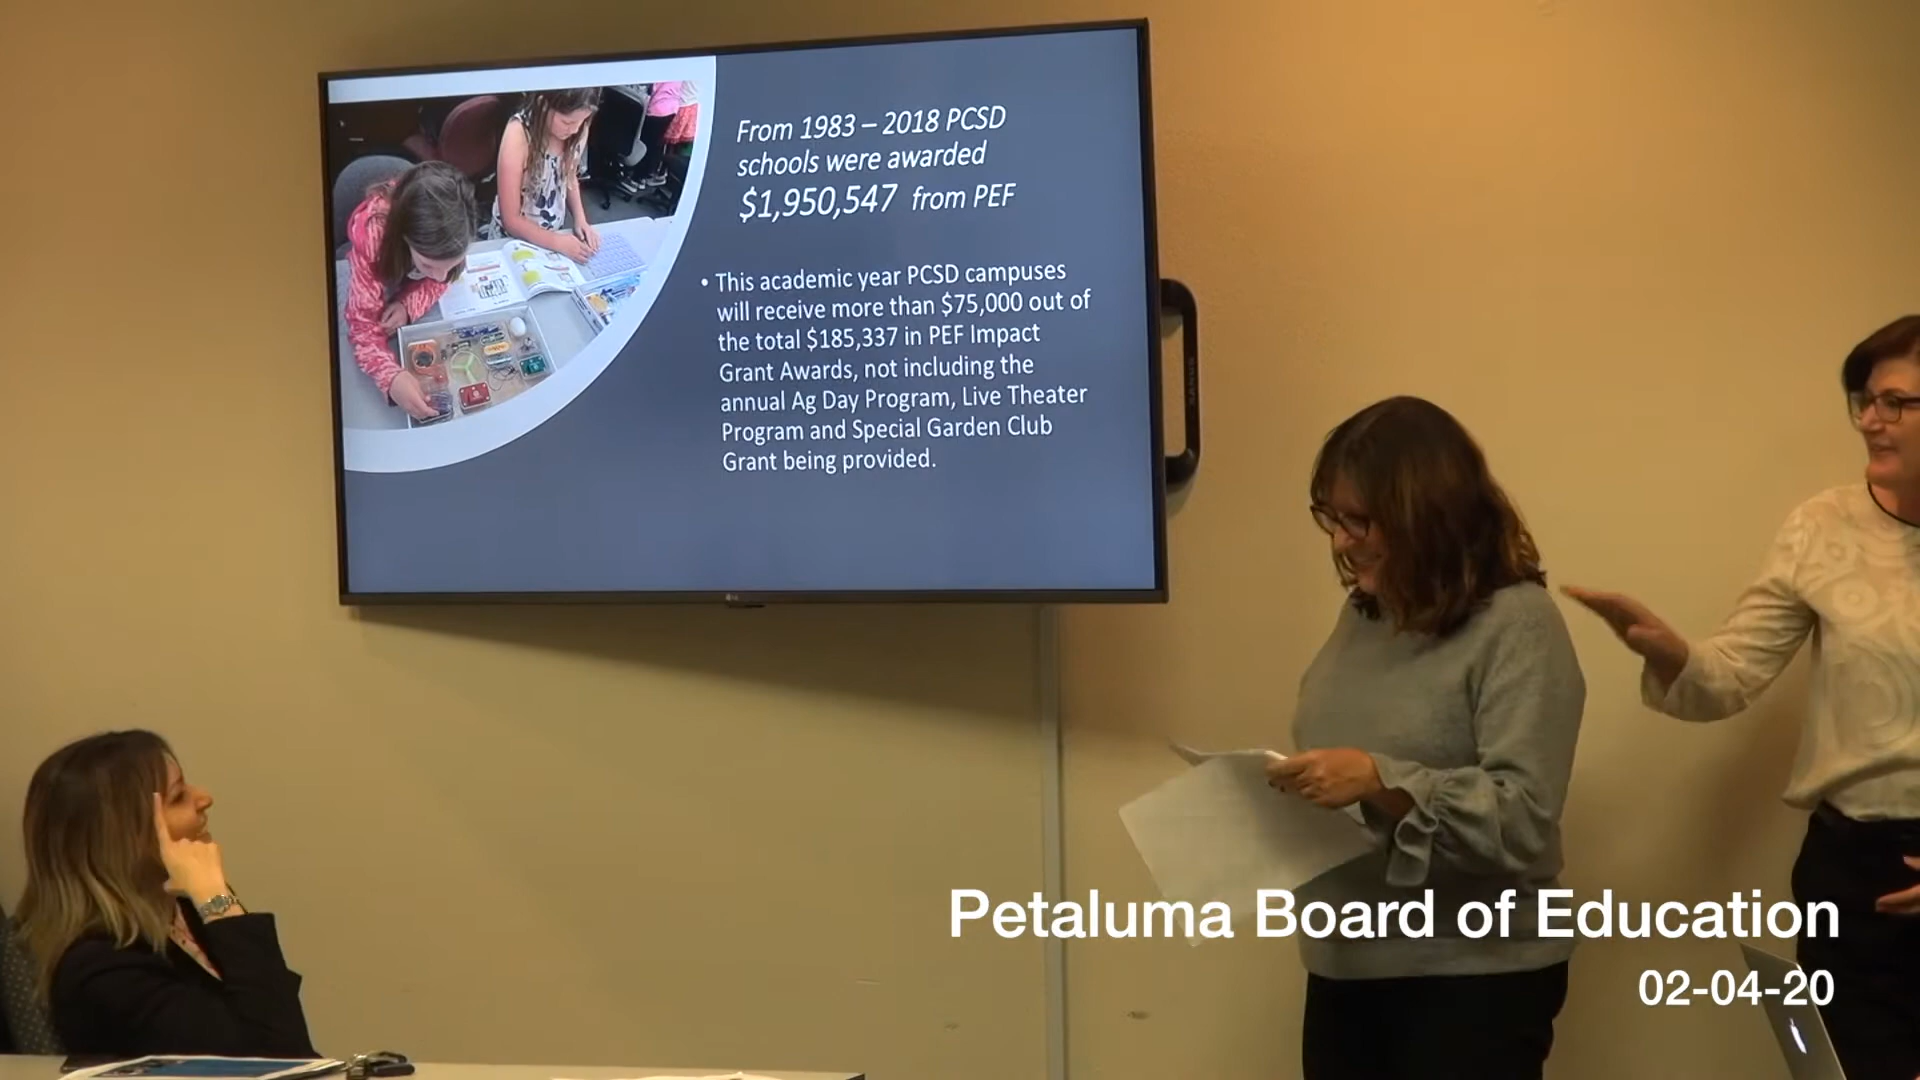 From 1983 – 2018 PCSD
schools were awarded
$1,950,547 from PEF
• This academic year PCSD campuses
will receive more than $75,000 out of
the total $185,337 in PEF Impact
Grant Awards, not including the
annual Ag Day Program, Live Theater
Program and Special Garden Club
Grant being provided.
LG
SANUS
Petaluma Board of Education
02-04-20